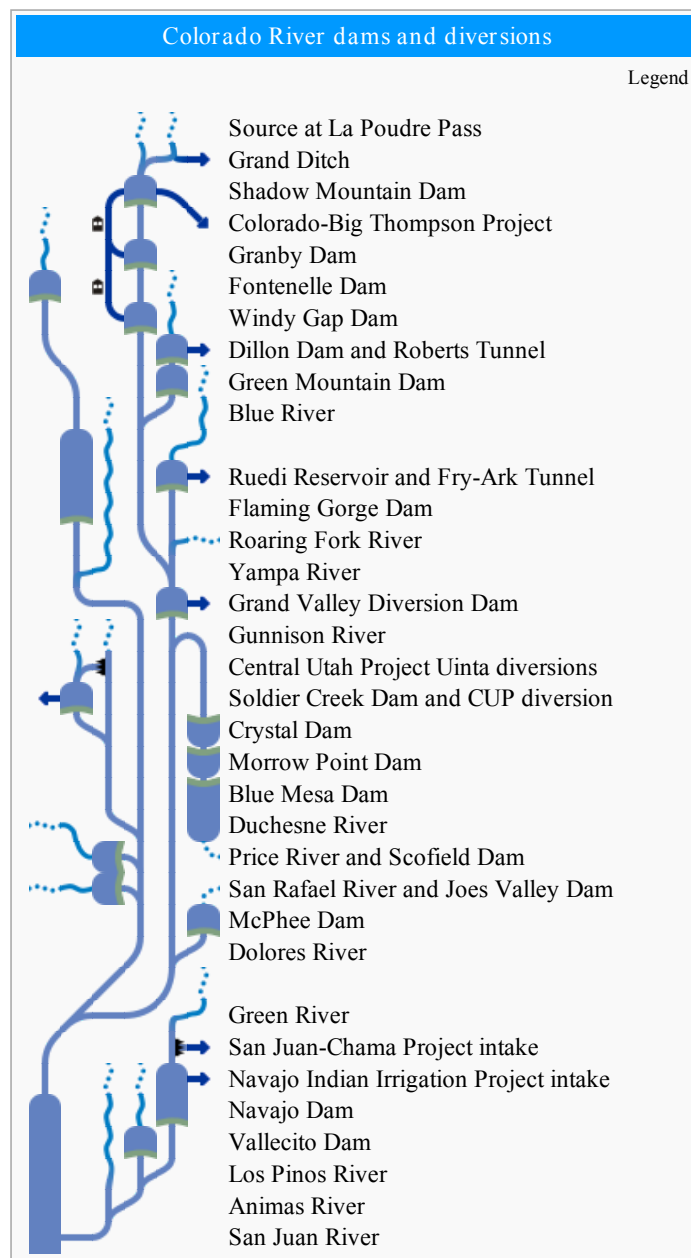 Colorado River dams and diversions
Legend
Source at La Poudre Pass
Grand Ditch
Shadow Mountain Dam
Colorado-Big Thompson Project
Granby Dam
Fontenelle Dam
Windy Gap Dam
Dillon Dam and Roberts Tunnel
Green Mountain Dam
Blue River
Ruedi Reservoir and Fry-Ark Tunnel
Flaming Gorge Dam
Roaring Fork River
Yampa River
Grand Valley Diversion Dam
Gunnison River
Central Utah Project Uinta diversions
Soldier Creek Dam and CUP diversion
Crystal Dam
Morrow Point Dam
Blue Mesa Dam
Duchesne River
Price River and Scofield Dam
San Rafael River and Joes Valley Dam
McPhee Dam
Dolores River
Green River
San Juan-Chama Project intake
Navajo Indian Irrigation Project intake
Navajo Dam
Vallecito Dam
Los Pinos River
Animas River
San Juan River